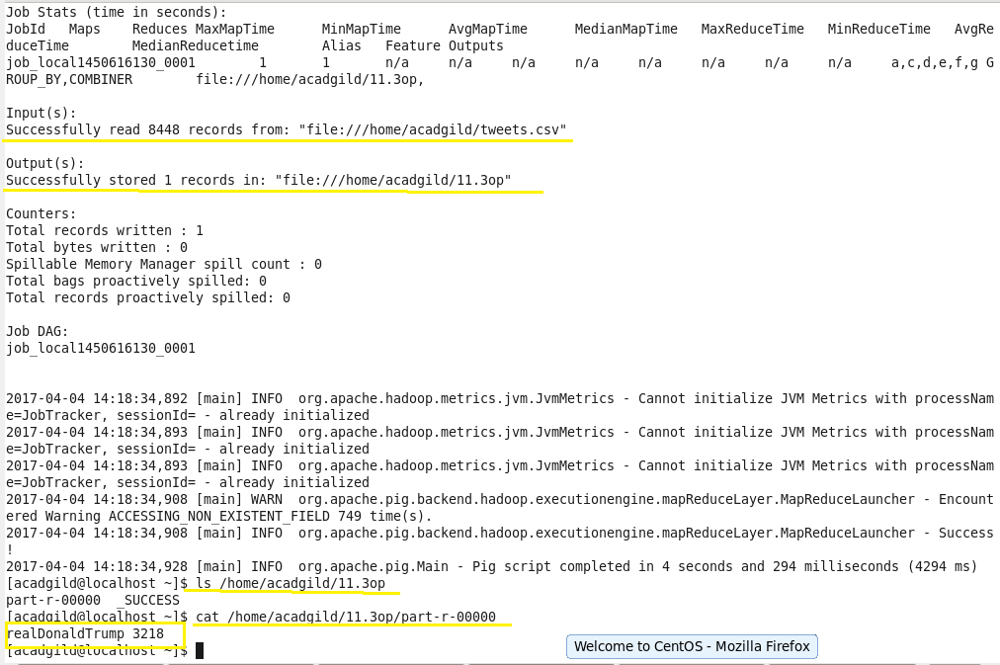 Job Stats (time in seconds):
JobId   Maps    Reduces MaxMapTime      MinMapTime      AvgMapTime      MedianMapTime   MaxReduceTime   MinReduceTime   AvgRe
duceTime        MedianReducetime        Alias   Feature Outputs
job_local1450616130_0001        1       1       n/a     n/a     n/a     n/a     n/a     n/a     n/a     n/a     a,c,d,e,f,g G
ROUP_BY,COMBINER        file:///home/acadgild/11.3op,
Input(s):
Successfully read 8448 records from: "file:///home/acadgild/tweets.csv"
Output(s):
Successfully stored 1 records in: "file:///home/acadgild/11.3op"
Counters:
Total records written : 1
Total bytes written : 0
Spillable Memory Manager spill count : 0
Total bags proactively spilled: 0
Total records proactively spilled: 0
Job DAG:
job_local1450616130_0001
2017-04-04 14:18:34,892 [main] INFO  org.apache.hadoop.metrics.jvm.JvmMetrics - Cannot initialize JVM Metrics with processNam
e=JobTracker, sessionId= - already initialized
2017-04-04 14:18:34,893 [main] INFO  org.apache.hadoop.metrics.jvm.JvmMetrics - Cannot initialize JVM Metrics with processNam
e=JobTracker, sessionId= - already initialized
2017-04-04 14:18:34,893 [main] INFO  org.apache.hadoop.metrics.jvm.JvmMetrics - Cannot initialize JVM Metrics with processNam
e=JobTracker, sessionId= - already initialized
2017-04-04 14:18:34,908 [main] WARN  org.apache.pig.backend.hadoop.executionengine.mapReduceLayer.MapReduceLauncher - Encount
ered Warning ACCESSING_NON_EXISTENT_FIELD 749 time(s).
2017-04-04 14:18:34,908 [main] INFO  org.apache.pig.backend.hadoop.executionengine.mapReduceLayer.MapReduceLauncher - Success
!
2017-04-04 14:18:34,928 [main] INFO  org.apache.pig.Main - Pig script completed in 4 seconds and 294 milliseconds (4294 ms)
[acadgild@localhost ~]$ ls /home/acadgild/11.3op
part-r-00000  _SUCCESS
[acadgild@localhost ~]$ cat /home/acadgild/11.3op/part-r-00000
realDonaldTrump 3218
[acadgild@localhost ~]$
Welcome to CentOS - Mozilla Firefox